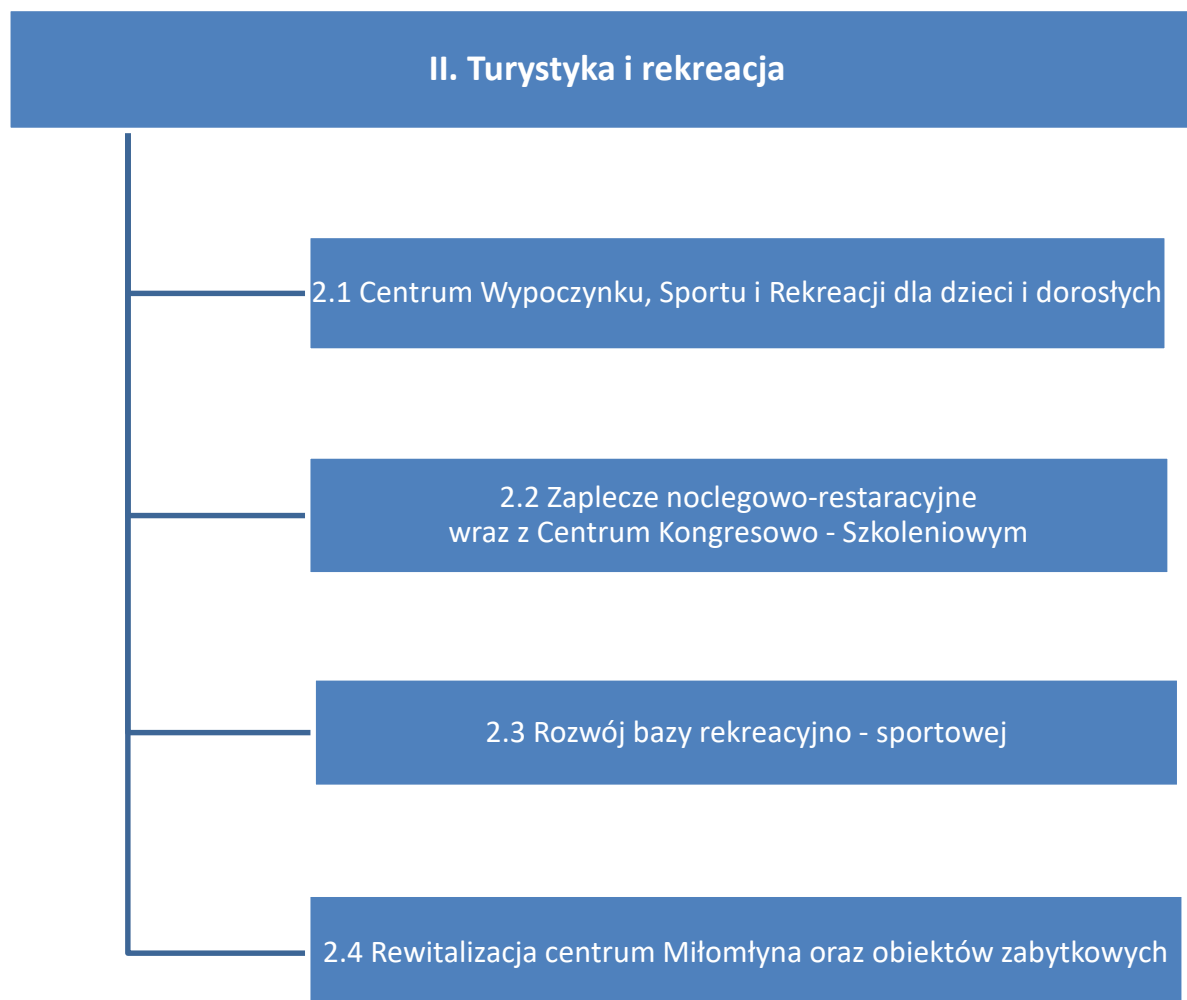 II. Turystyka i rekreacja
2.1 Centrum Wypoczynku, Sportu i Rekreacji dla dzieci i dorosłych
2.2 Zaplecze noclegowo-restaracyjne
wraz z Centrum Kongresowo - Szkoleniowym
2.3 Rozwój bazy rekreacyjno - sportowej
2.4 Rewitalizacja centrum Miłomłyna oraz obiektów zabytkowych